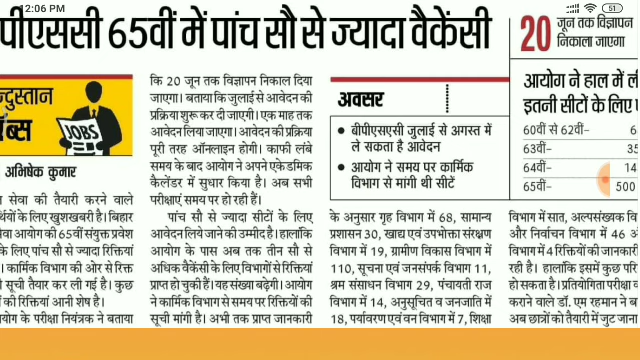 12:06 PM
51
पीएससी 65वीं में पांच सौ से ज्यादा वैकेंसी
20 जून तक विज्ञापन
निकाला जाएगा
न्दुस्तान
ॉब्स
JOBS
अभिषेक कुमार
सेवा की तैयारी करने वाले
र्थियों के लिए खुशखबरी है। बिहार
सेवा आयोग की 65वीं संयुक्त प्रवेश
के लिए पांच सौ से ज्यादा रिक्तियां
। कार्मिक विभाग की ओर से रिक्त
सूची तैयार कर ली गई है। कुछ
की रिक्तियां आनी शेष है।
योग के परीक्षा नियंत्रक ने बताया
कि 20 जून तक विज्ञापन निकाल दिया
जाएगा। बताया कि जुलाई से आवेदन की
प्रक्रिया शुरू कर दी जाएगी। एक माह तक
आवेदन लिया जाएगा। आवेदन की प्रक्रिया
पूरी तरह ऑनलाइन होगी। काफी लंबे
समय के बाद आयोग ने अपने एकेडमिक
कैलेंडर में सुधार किया है। अब सभी
परीक्षाएं समय पर हो रही हैं।
पांच सौ से ज्यादा सीटों के लिए
आवेदन लिये जाने की उम्मीद है। हालांकि
आयोग के पास अब तक तीन सौ से
अधिक वैकेंसी के लिए विभागों से रिक्तियां
प्राप्त हो चुकी हैं। यह संख्या बढ़ेगी। आयोग
ने कार्मिक विभाग से समय पर रिक्तियों की
सूची मांगी है। अभी तक प्राप्त जानकारी
अवसर
● बीपीएसएसी जुलाई से अगस्त में
ले सकता है आवेदन
● आयोग ने समय पर कार्मिक
विभाग से मांगी थी सीटें
के अनुसार गृह विभाग में 68, सामान्य
प्रशासन 30, खाद्य एवं उपभोक्ता संरक्षण
विभाग में 19, ग्रामीण विकास विभाग में
110, सूचना एवं जनसंपर्क विभाग 11,
श्रम संसाधन विभाग 29, पंचायती राज
विभाग में 14, अनुसूचित व जनजाति में
18, पर्यावरण एवं वन विभाग में 7, शिक्षा
आयोग ने हाल में ली
इतनी सीटों के लिए
60वीं से 62वीं- 6
63वीं- 35
64वीं- 14
65वीं- 500
विभाग में सात, अल्पसंख्यक वि
और निर्वाचन विभाग में 46 अ
विभाग में 4 रिक्तियों की जानकारी
रही है। हालांकि इसमें कुछ परि
हो सकता है। प्रतियोगिता परीक्षा व
कराने वाले डॉ. एम रहमान ने ब
अब छात्रों को तैयारी में जुट जाना